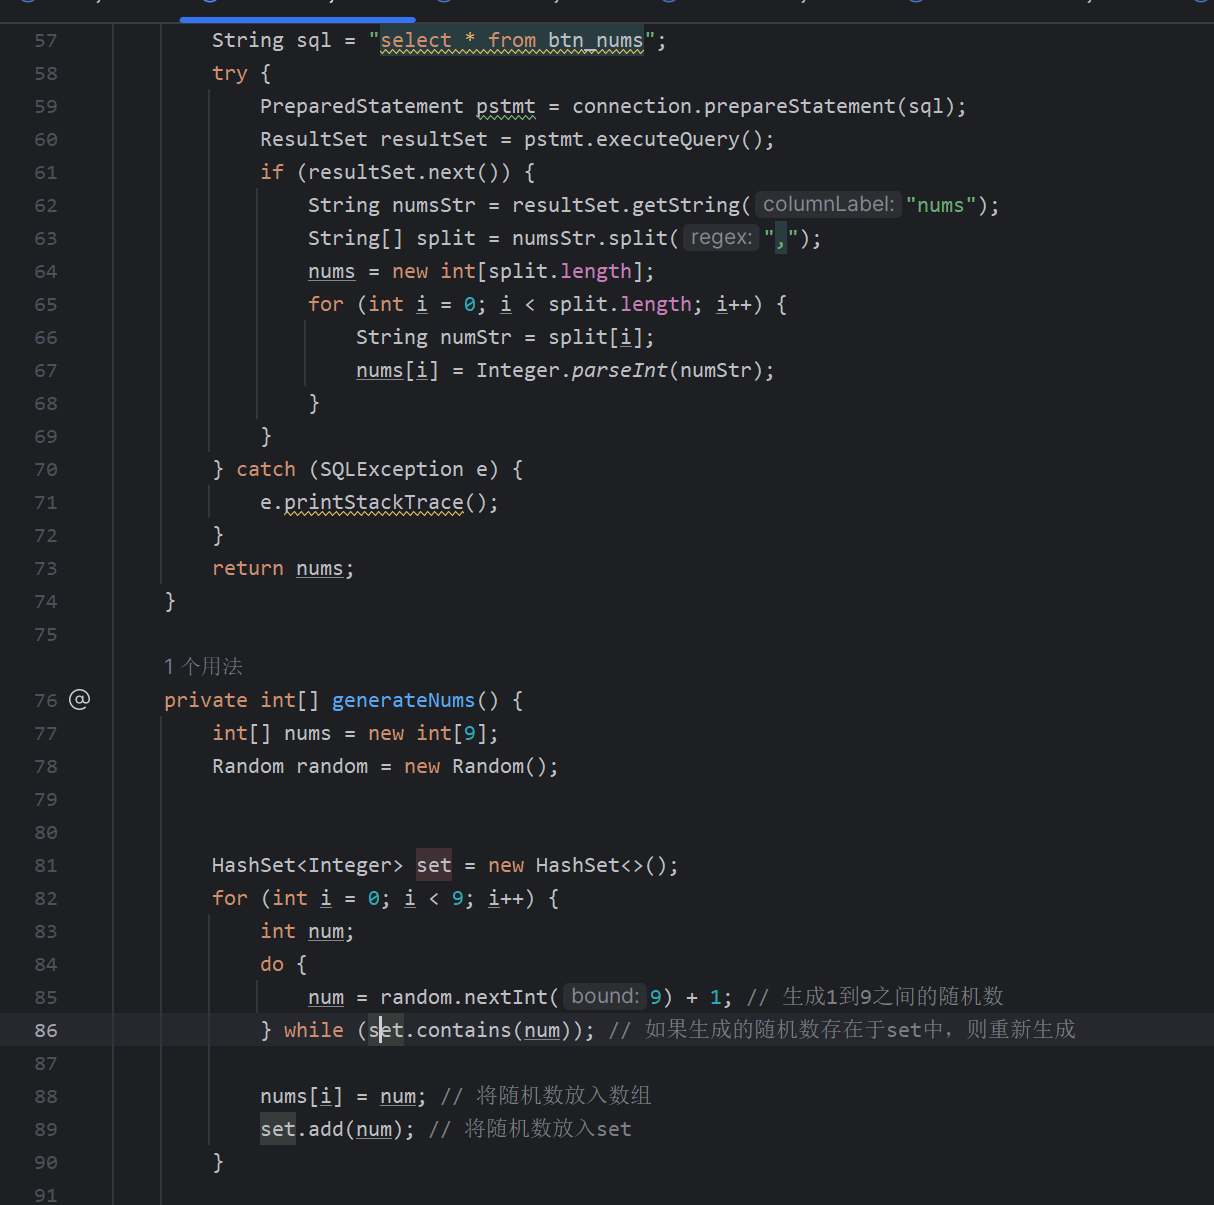 57 String sql = "select * from btn_nums";
58 try {
59 PreparedStatement pstmt = connection.prepareStatement(sql);
60 ResultSet resultSet = pstmt.executeQuery();
61 if (resultSet.next()) {
62 String numsStr = resultSet.getString( columnLabel: "nums");
63 String[] split = numsStr.split( regex: ",");
64 nums = new int[split.length];
65 for (int i = 0; i < split.length; i++) {
66 String numStr = split[i];
67 nums[i] = Integer.parseInt(numStr);
68 }
69 }
70 } catch (SQLException e) {
71 e.printStackTrace();
72 }
73 return nums;
74 }
75
1 个用法
76 @ private int[] generateNums() {
77 int[] nums = new int[9];
78 Random random = new Random();
79
80
81 HashSet<Integer> set = new HashSet<>();
82 for (int i = 0; i < 9; i++) {
83 int num;
84 do {
85 num = random.nextInt( bound: 9) + 1; // 生成1到9之间的随机数
86 } while (set.contains(num)); // 如果生成的随机数存在于set中，则重新生成
87
88 nums[i] = num; // 将随机数放入数组
89 set.add(num); // 将随机数放入set
90 }
91